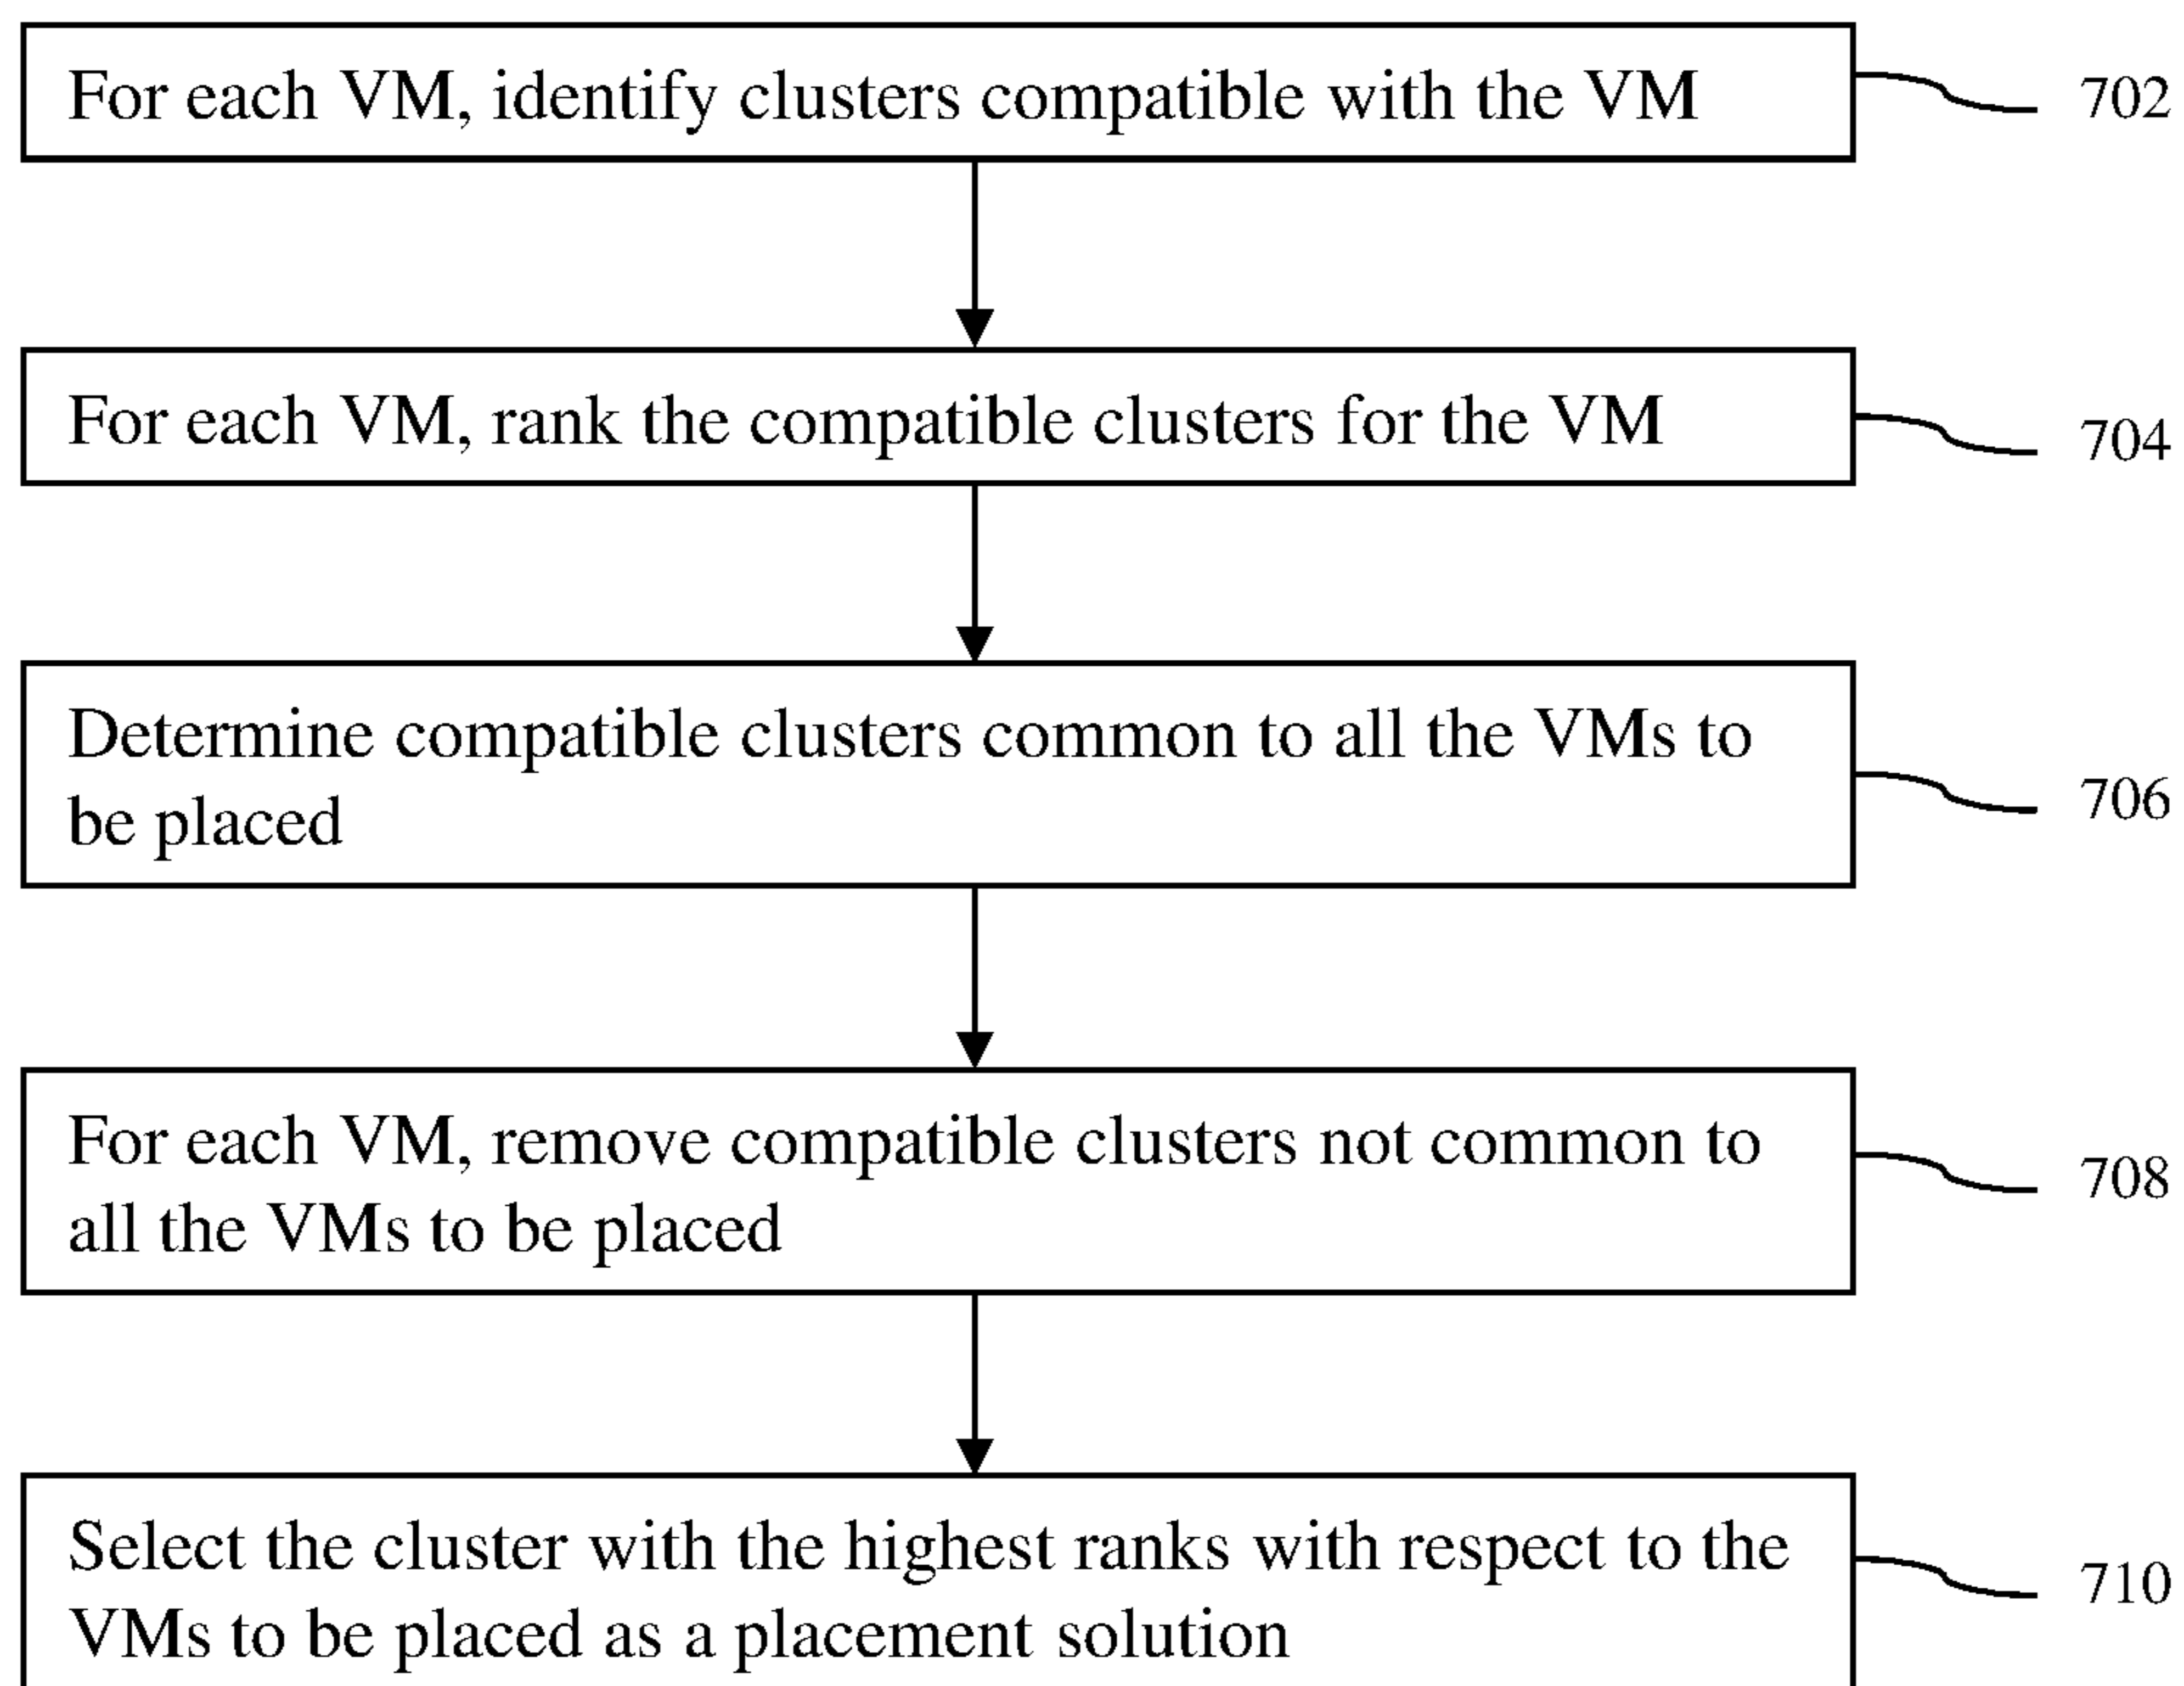 For each VM, identify clusters compatible with the VM
702
For each VM, rank the compatible clusters for the VM
704
Determine compatible clusters common to all the VMs to
be placed
706
For each VM, remove compatible clusters not common to
all the VMs to be placed
708
Select the cluster with the highest ranks with respect to the
VMs to be placed as a placement solution
710